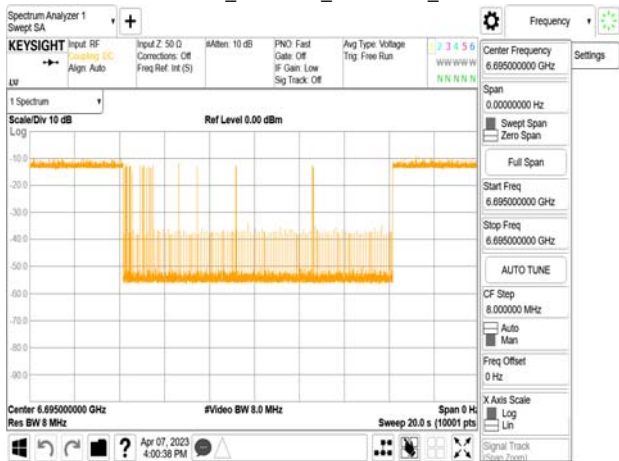 Spectrum Analyzer 1
Swept SA
+
Frequency
KEYSIGHT
Input: RF
Coupling: DC
Align: Auto
Input Z: 50 Ω
Corrections: Off
Freq Ref: Int (S)
#Atten: 10 dB
PNO: Fast
Gate: Off
IF Gain: Low
Sig Track: Off
Avg Type: Voltage
Trig: Free Run
1 2 3 4 5 6
W W W W W
N N N N N
LV
Center Frequency
6.695000000 GHz
Settings
Span
0.00000000 Hz
Swept Span
Zero Span
Full Span
Start Freq
6.695000000 GHz
Stop Freq
6.695000000 GHz
AUTO TUNE
CF Step
8.000000 MHz
Auto
Man
Freq Offset
0 Hz
X Axis Scale
Log
Lin
Signal Track
(Span Zoom)
1 Spectrum
Scale/Div 10 dB
Ref Level 0.00 dBm
Log
-10.0
-20.0
-30.0
-40.0
-50.0
-60.0
-70.0
-80.0
-90.0
Center 6.695000000 GHz
#Video BW 8.0 MHz
Span 0 Hz
Res BW 8 MHz
Sweep 20.0 s (10001 pts
?
Apr 07, 2023
4:00:38 PM